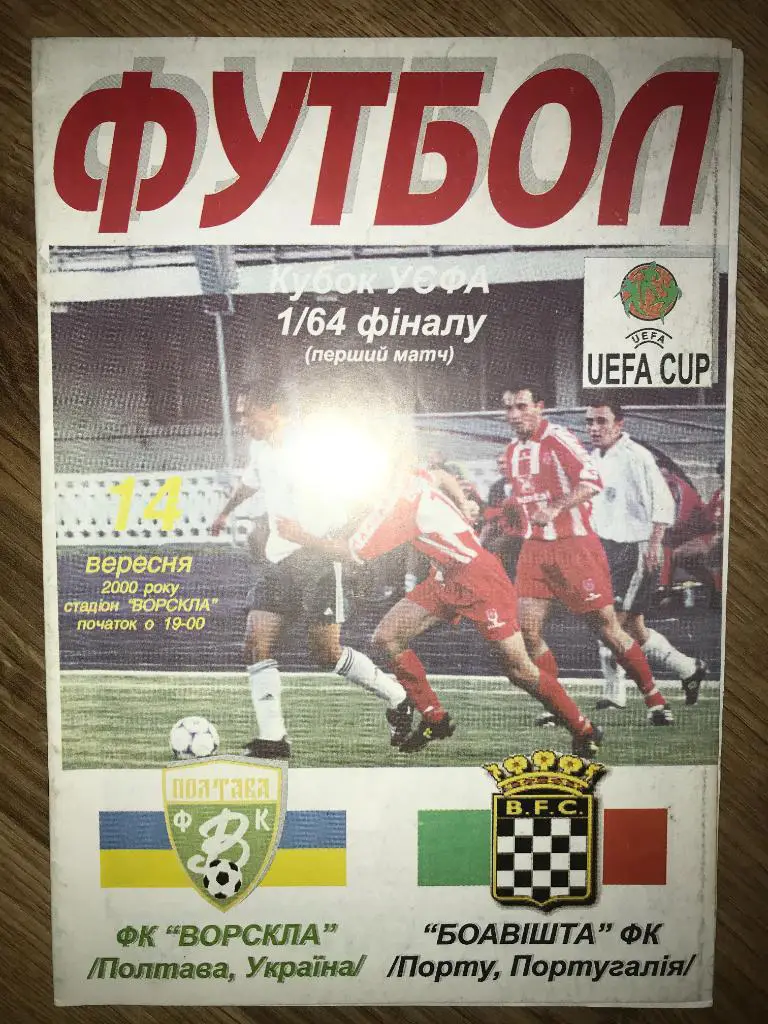 ФУТБОЛ
Кубок УЄФА
1/64 фіналу
(перший матч)
UEFA
UEFA CUP
14
вересня
2000 року
стадіон "ВОРСКЛА"
початок о 19-00
ПОЛТАВА
Ф К
В
B.F.C.
ФК "ВОРСКЛА"
/Полтава, Україна/
"БОАВІШТА" ФК
/Порту, Португалія/